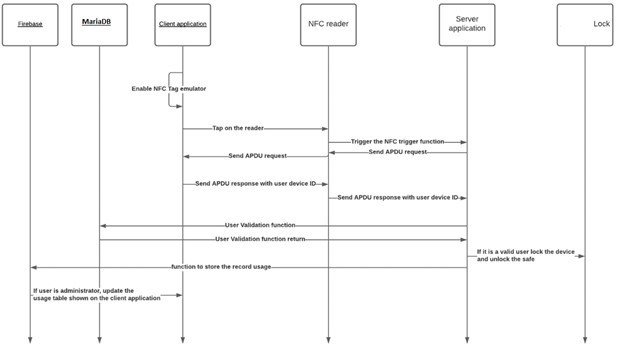 Firebase
MariaDB
Client application
NFC reader
Server
application
Lock
Enable NFC Tag emulator
Tap on the reader
Trigger the NFC trigger function
Send APDU request
Send APDU request
Send APDU response with user device ID
Send APDU response with user device ID
User Validation function
User Validation function return
If it is a valid user lock the device
and unlock the safe
function to store the record usage
If user is administrator, update the
usage table shown on the client application